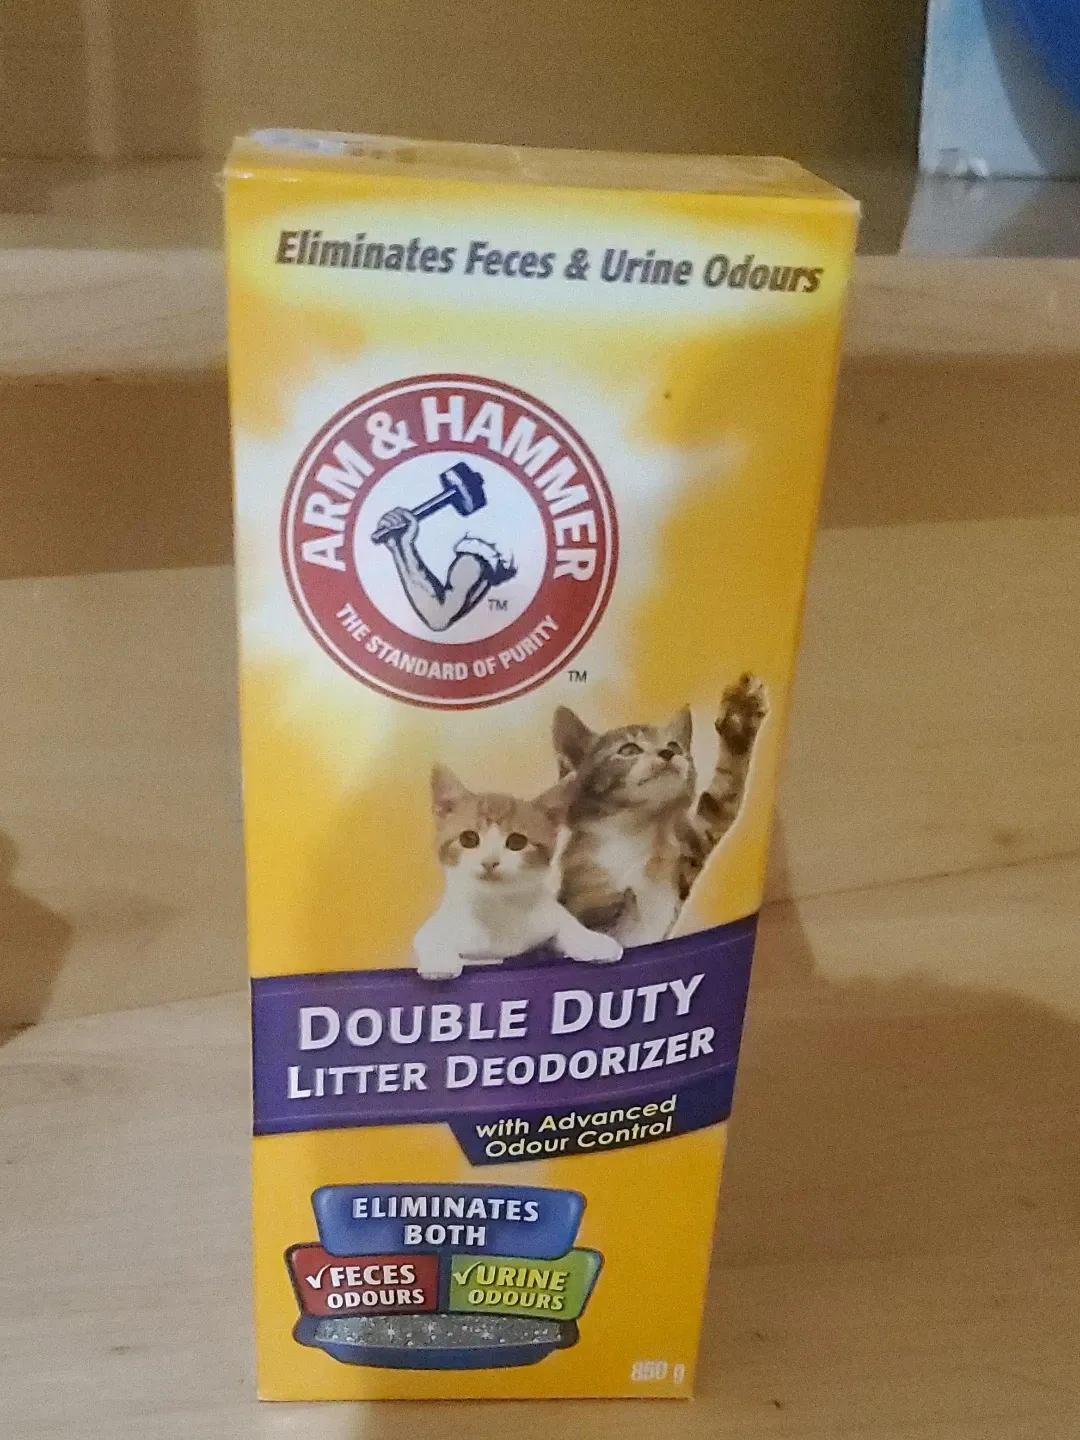 Eliminates Feces & Urine Odours
ARM & HAMMER
TM
THE STANDARD OF PURITY
TM
DOUBLE DUTY
LITTER DEODORIZER
with Advanced
Odour Control
ELIMINATES
BOTH
√FECES
ODOURS
√URINE
ODOURS
850 g